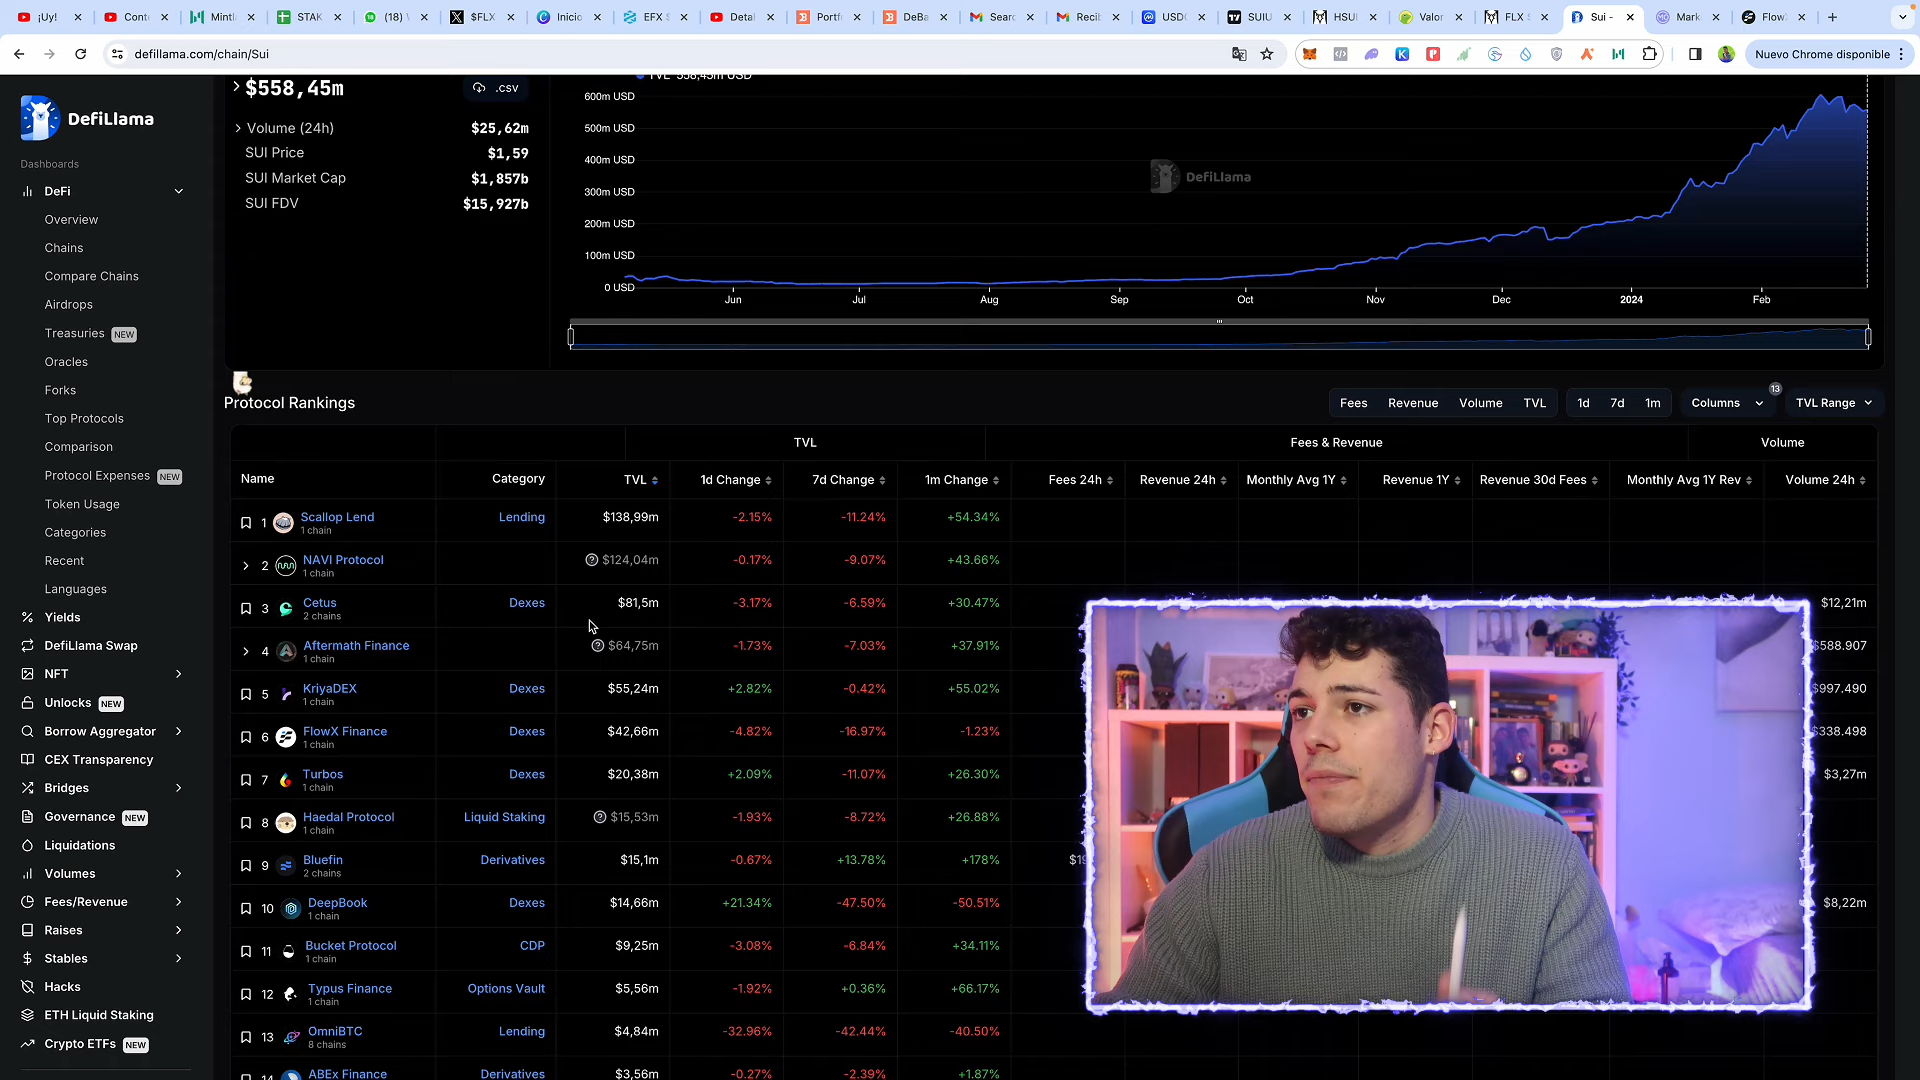 ¡Uy!
Cont
Mintl
STAK
(18)
$FLX
Inicio
EFX S
Detal
Portf
DeBa
Searc
Recib
USDC
SUIU
HSUI
Valor
FLX S
Sui -
Mark
Flow
defillama.com/chain/Sui
Nuevo Chrome disponible
DefiLlama
Dashboards
DeFi
Overview
Chains
Compare Chains
Airdrops
Treasuries NEW
Oracles
Forks
Top Protocols
Comparison
Protocol Expenses NEW
Token Usage
Categories
Recent
Languages
Yields
DefiLlama Swap
NFT
Unlocks NEW
Borrow Aggregator
CEX Transparency
Bridges
Governance NEW
Liquidations
Volumes
Fees/Revenue
Raises
Stables
Hacks
ETH Liquid Staking
Crypto ETFs NEW
$558,45m
.csv
Volume (24h) $25,62m
SUI Price $1,59
SUI Market Cap $1,857b
SUI FDV $15,927b
TVL 558,45m USD
600m USD
500m USD
400m USD
300m USD
200m USD
100m USD
0 USD
DefiLlama
Jun Jul Aug Sep Oct Nov Dec 2024 Feb
Protocol Rankings
Fees Revenue Volume TVL 1d 7d 1m Columns 13 TVL Range
TVL Fees & Revenue Volume
Name Category TVL 1d Change 7d Change 1m Change Fees 24h Revenue 24h Monthly Avg 1Y Revenue 1Y Revenue 30d Fees Monthly Avg 1Y Rev Volume 24h
1 Scallop Lend Lending $138,99m -2.15% -11.24% +54.34%
1 chain
2 NAVI Protocol $124,04m -0.17% -9.07% +43.66%
1 chain
3 Cetus Dexes $81,5m -3.17% -6.59% +30.47% $12,21m
2 chains
4 Aftermath Finance $64,75m -1.73% -7.03% +37.91% $588.907
1 chain
5 KriyaDEX Dexes $55,24m +2.82% -0.42% +55.02% $997.490
1 chain
6 FlowX Finance Dexes $42,66m -4.82% -16.97% -1.23% $338.498
1 chain
7 Turbos Dexes $20,38m +2.09% -11.07% +26.30% $3,27m
1 chain
8 Haedal Protocol Liquid Staking $15,53m -1.93% -8.72% +26.88%
1 chain
9 Bluefin Derivatives $15,1m -0.67% +13.78% +178%
2 chains
10 DeepBook Dexes $14,66m +21.34% -47.50% -50.51% $8,22m
1 chain
11 Bucket Protocol CDP $9,25m -3.08% -6.84% +34.11%
1 chain
12 Typus Finance Options Vault $5,56m -1.92% +0.36% +66.17%
1 chain
13 OmniBTC Lending $4,84m -32.96% -42.44% -40.50%
8 chains
14 ABEx Finance Derivatives $3,56m -0.27% -2.39% +1.87%